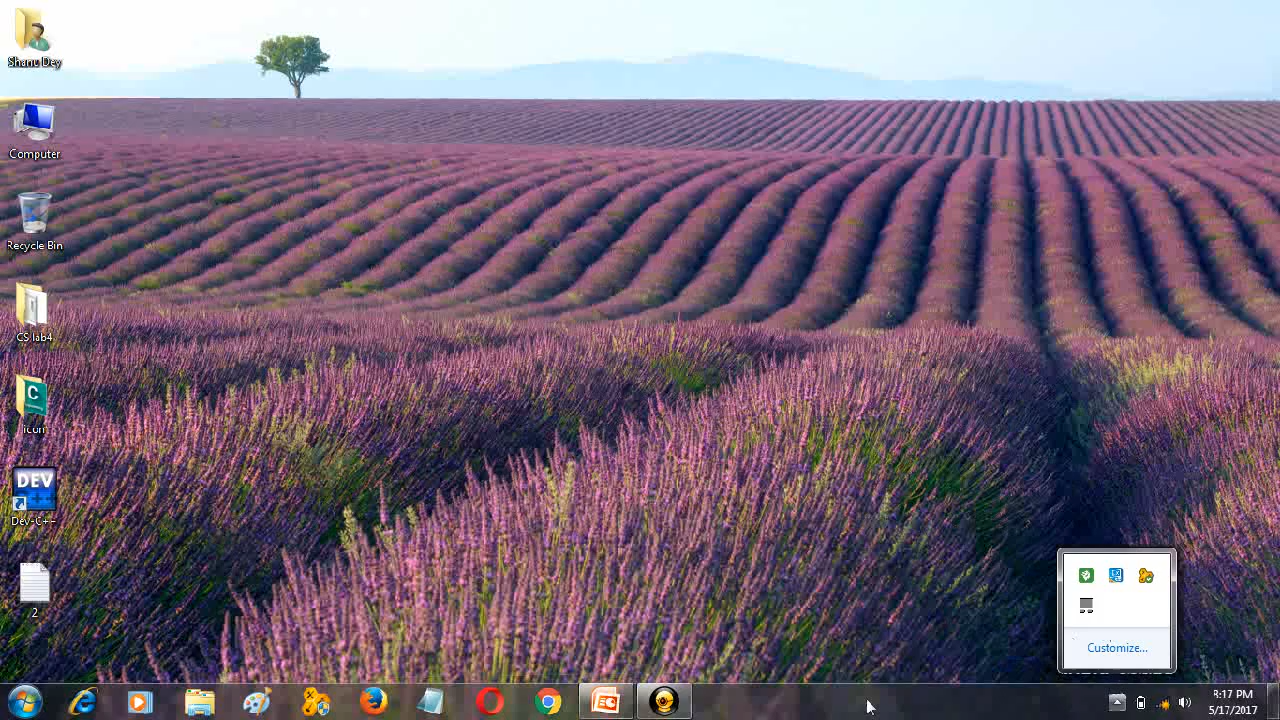 Shanu Dey
Computer
Recycle Bin
CS lab4
icon
DEV
Dev-C++
2
Customize...
8:17 PM
5/17/2017